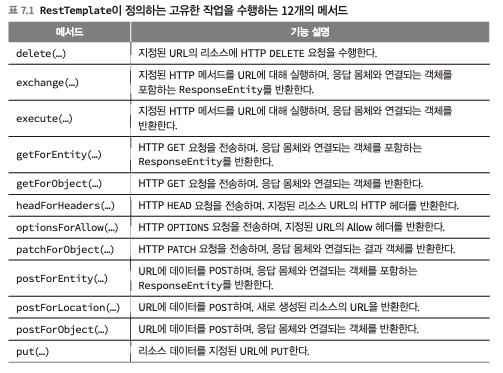 표 7.1 RestTemplate이 정의하는 고유한 작업을 수행하는 12개의 메서드
메서드 기능 설명
delete(…) 지정된 URL의 리소스에 HTTP DELETE 요청을 수행한다.
exchange(…) 지정된 HTTP 메서드를 URL에 대해 실행하며, 응답 몸체와 연결되는 객체를
포함하는 ResponseEntity를 반환한다.
execute(…) 지정된 HTTP 메서드를 URL에 대해 실행하며, 응답 몸체와 연결되는 객체를
반환한다.
getForEntity(…) HTTP GET 요청을 전송하며, 응답 몸체와 연결되는 객체를 포함하는
ResponseEntity를 반환한다.
getForObject(…) HTTP GET 요청을 전송하며, 응답 몸체와 연결되는 객체를 반환한다.
headForHeaders(…) HTTP HEAD 요청을 전송하며, 지정된 리소스 URL의 HTTP 헤더를 반환한다.
optionsForAllow(…) HTTP OPTIONS 요청을 전송하며, 지정된 URL의 Allow 헤더를 반환한다.
patchForObject(…) HTTP PATCH 요청을 전송하며, 응답 몸체와 연결되는 결과 객체를 반환한다.
postForEntity(…) URL에 데이터를 POST하며, 응답 몸체와 연결되는 객체를 포함하는
ResponseEntity를 반환한다.
postForLocation(…) URL에 데이터를 POST하며, 새로 생성된 리소스의 URL을 반환한다.
postForObject(…) URL에 데이터를 POST하며, 응답 몸체와 연결되는 객체를 반환한다.
put(…) 리소스 데이터를 지정된 URL에 PUT한다.